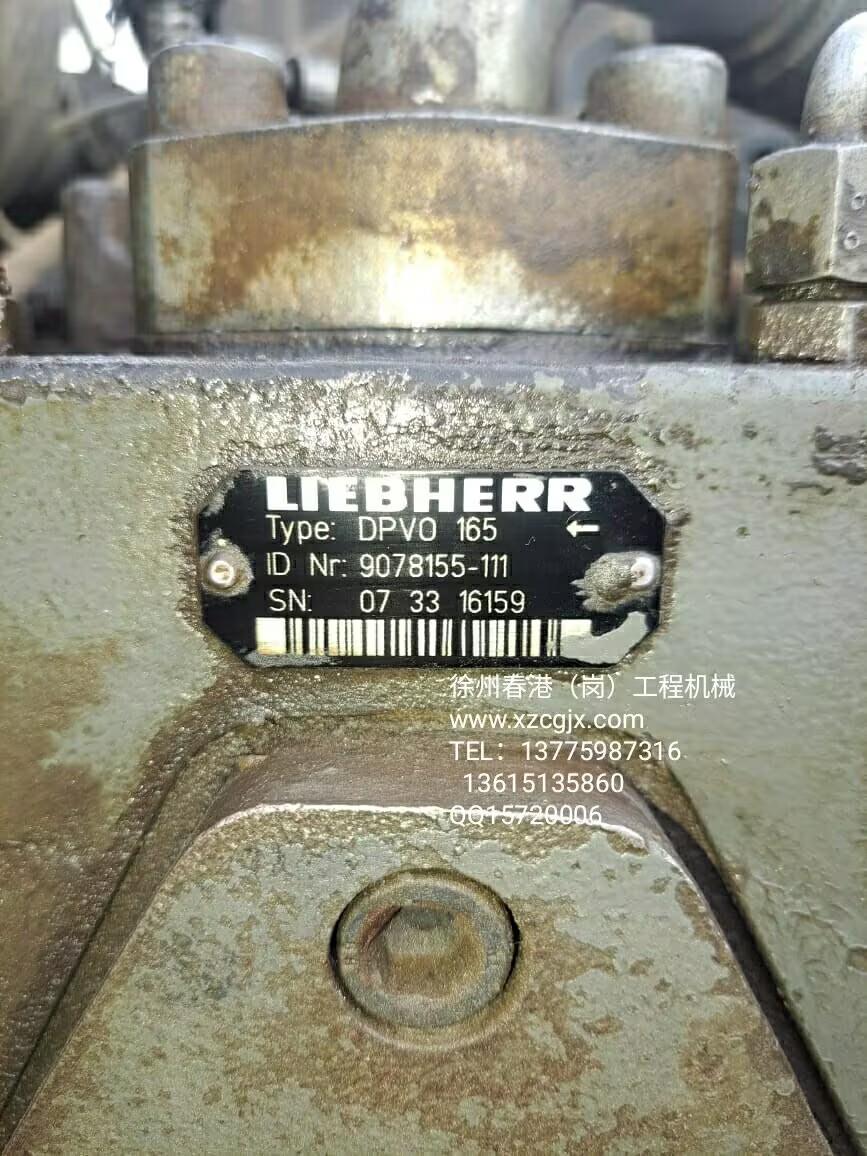 LIEBHERR
Type: DPVO 165 ←
ID Nr: 9078155-111
SN: 07 33 16159
徐州春港（岗）工程机械
www.xzcgjx.com
TEL：13775987316
13615135860
QQ15720006